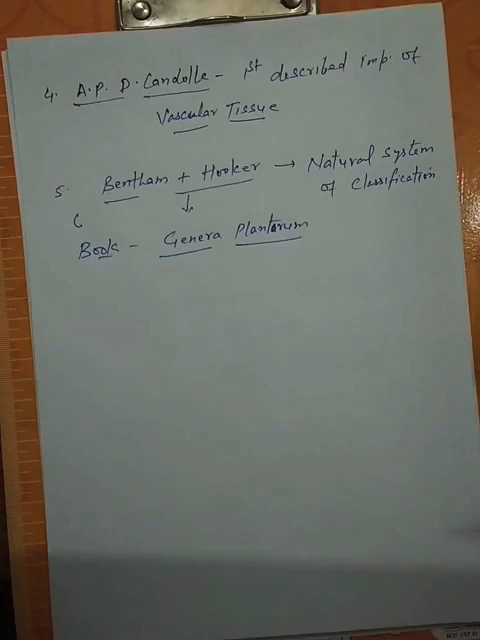 4. A.P. D. Candolle - 1st described imp. of
Vascular Tissue
5. Bentham + Hooker → Natural system
of Classification
↓
(
Book - Genera Plantarum